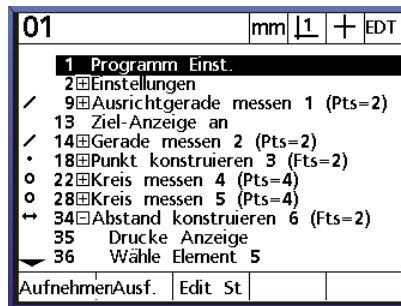 01 mm 1 EDT
1 Programm Einst.
2 Einstellungen
9 Ausrichtgerade messen 1 (Pts=2)
13 Ziel-Anzeige an
14 Gerade messen 2 (Pts=2)
18 Punkt konstruieren 3 (Fts=2)
22 Kreis messen 4 (Pts=4)
28 Kreis messen 5 (Pts=4)
34 Abstand konstruieren 6 (Fts=2)
35 Drucke Anzeige
36 Wähle Element 5
Aufnehmen Ausf. Edit St